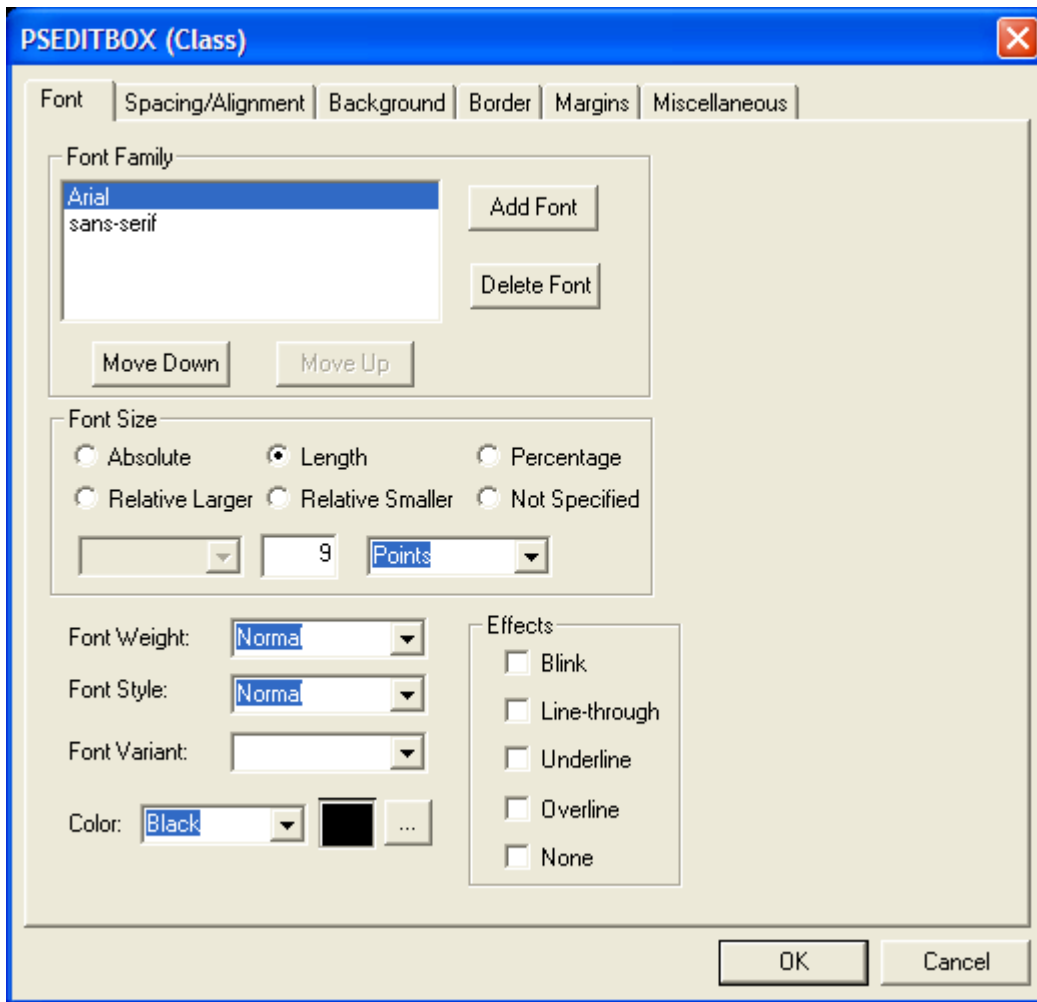 PSEDITBOX (Class)
Font Spacing/Alignment Background Border Margins Miscellaneous
Font Family
Arial
sans-serif
Add Font
Delete Font
Move Down Move Up
Font Size
Absolute Length Percentage
Relative Larger Relative Smaller Not Specified
9 Points
Font Weight: Normal
Font Style: Normal
Font Variant:
Color: Black ...
Effects
Blink
Line-through
Underline
Overline
None
OK Cancel